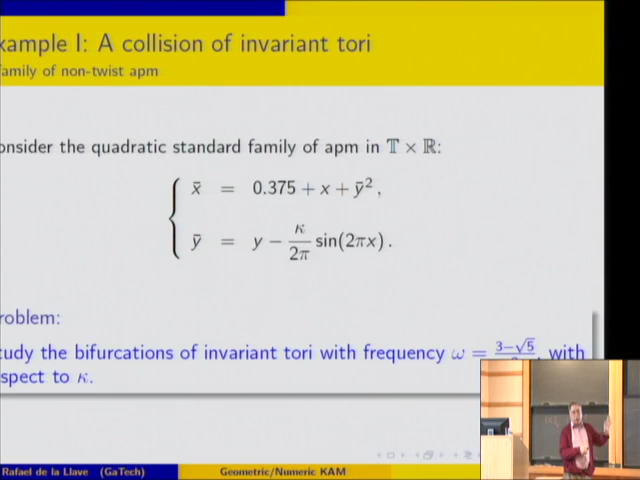 xample I: A collision of invariant tori
family of non-twist apm
onsider the quadratic standard family of apm in 𝕋 × ℝ:
x̄ = 0.375 + x + ȳ²,
ȳ = y − κ/2π sin(2πx).
roblem:
tudy the bifurcations of invariant tori with frequency ω = 3−√5/2, with
spect to κ.
Rafael de la Llave (GaTech) Geometric/Numeric KAM